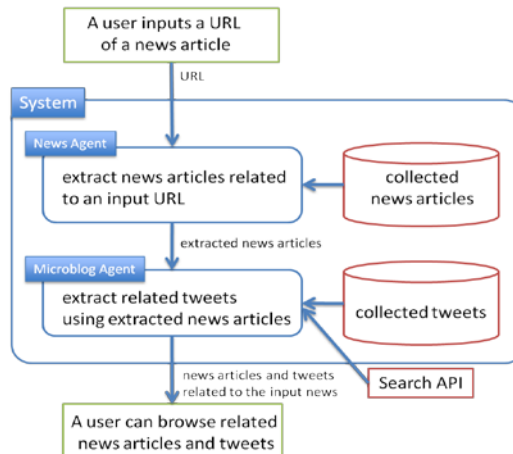 A user inputs a URL
of a news article
URL
System
News Agent
extract news articles related
to an input URL
collected
news articles
extracted news articles
Microblog Agent
extract related tweets
using extracted news articles
collected tweets
news articles and tweets
related to the input news
Search API
A user can browse related
news articles and tweets